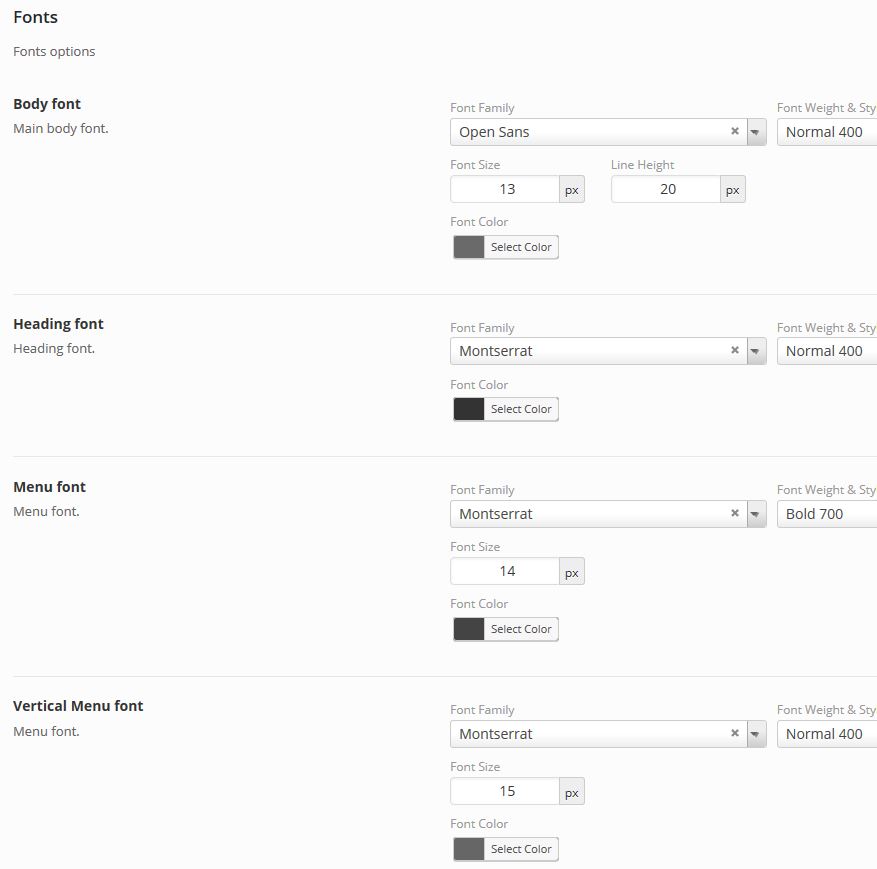 Fonts
Fonts options
Body font
Main body font.
Font Family
Font Weight & Sty
Open Sans
Normal 400
Font Size
Line Height
13 px
20 px
Font Color
Select Color
Heading font
Heading font.
Font Family
Font Weight & Sty
Montserrat
Normal 400
Font Color
Select Color
Menu font
Menu font.
Font Family
Font Weight & Sty
Montserrat
Bold 700
Font Size
14 px
Font Color
Select Color
Vertical Menu font
Menu font.
Font Family
Font Weight & Sty
Montserrat
Normal 400
Font Size
15 px
Font Color
Select Color